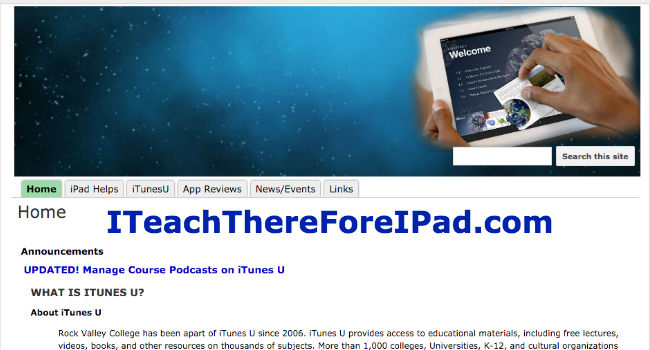 Welcome
Search this site
Home
iPad Helps
iTunesU
App Reviews
News/Events
Links
Home
ITeachThereForeIPad.com
Announcements
UPDATED! Manage Course Podcasts on iTunes U
WHAT IS ITUNES U?
About iTunes U
Rock Valley College has been apart of iTunes U since 2006. iTunes U provides access to educational materials, including free lectures,
videos, books, and other resources on thousands of subjects. More than 1,000 colleges, Universities, K-12, and cultural organizations